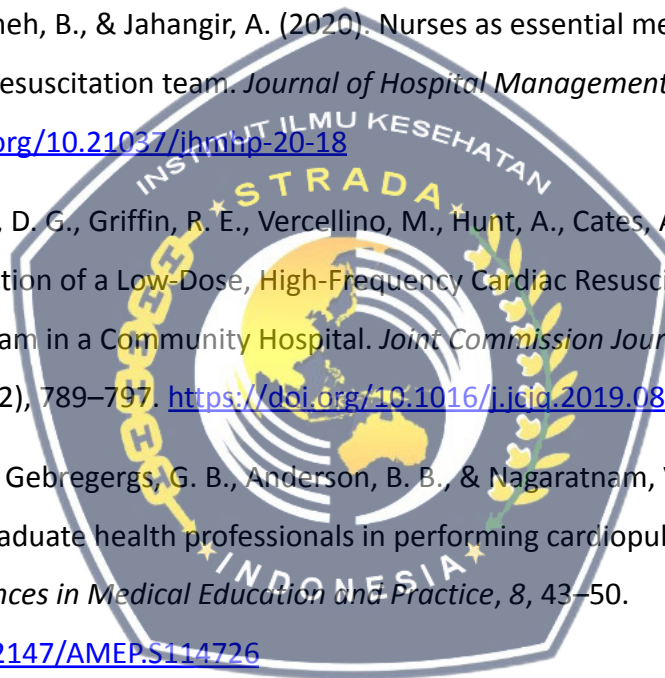 neh, B., & Jahangir, A. (2020). Nurses as essential me
esuscitation team. Journal of Hospital Management
org/10.21037/jhmhp-20-18
INSTITUT ILMU KESEHATAN
STRADA
, D. G., Griffin, R. E., Vercellino, M., Hunt, A., Cates, A
tion of a Low-Dose, High-Frequency Cardiac Resusci
am in a Community Hospital. Joint Commission Jour
2), 789–797. https://doi.org/10.1016/j.jcjq.2019.08
Gebregergs, G. B., Anderson, B. B., & Nagaratnam, V
aduate health professionals in performing cardiopul
INDONESIA
nces in Medical Education and Practice, 8, 43–50.
2147/AMEP.S114726